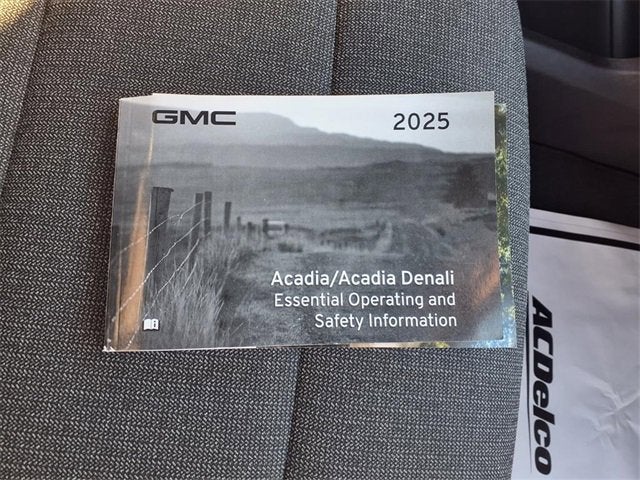 GMC
2025
Acadia/Acadia Denali
Essential Operating and
Safety Information
ACDelco